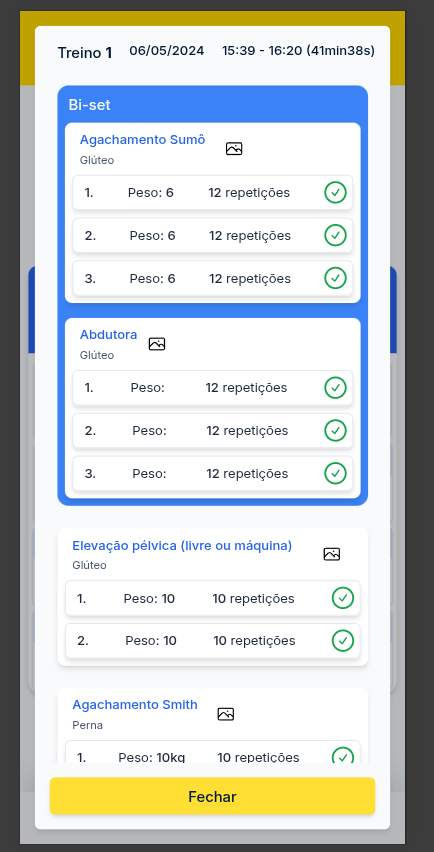 Treino 1 06/05/2024 15:39 - 16:20 (41min38s)
Bi-set
Agachamento Sumô
Glúteo
1. Peso: 6 12 repetições
2. Peso: 6 12 repetições
3. Peso: 6 12 repetições
Abdutora
Glúteo
1. Peso: 12 repetições
2. Peso: 12 repetições
3. Peso: 12 repetições
Elevação pélvica (livre ou máquina)
Glúteo
1. Peso: 10 10 repetições
2. Peso: 10 10 repetições
Agachamento Smith
Perna
1. Peso: 10kg 10 repetições
Fechar